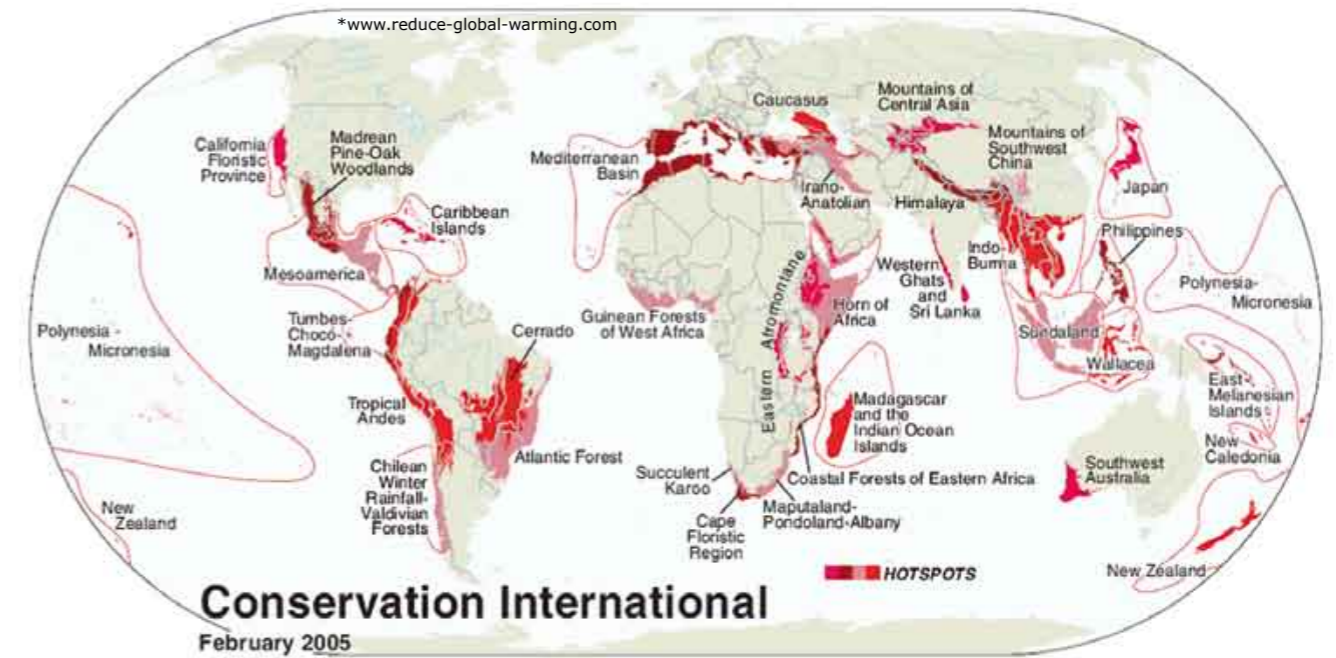 *www.reduce-global-warming.com
Caucasus
Mountains of
Central Asia
California
Floristic
Province
Madrean
Pine-Oak
Woodlands
Mediterranean
Basin
Mountains of
Southwest
China
Irano-
Anatolian
Himalaya
Japan
Caribbean
Islands
Mesoamerica
Philippines
Indo-
Burma
Western
Ghats
and
Sri Lanka
Polynesia-
Micronesia
Eastern Afromontane
Horn of
Africa
Guinean Forests
of West Africa
Tumbes-
Chocó-
Magdalena
Cerrado
Polynesia -
Micronesia
Sundaland
Wallacea
East
Melanesian
Islands
Tropical
Andes
Madagascar
and the
Indian Ocean
Islands
New
Caledonia
Atlantic Forest
Chilean
Winter
Rainfall-
Valdivian
Forests
Succulent
Karoo
Coastal Forests of Eastern Africa
Southwest
Australia
New
Zealand
Cape
Floristic
Region
Maputaland-
Pondoland-Albany
HOTSPOTS
New Zealand
Conservation International
February 2005